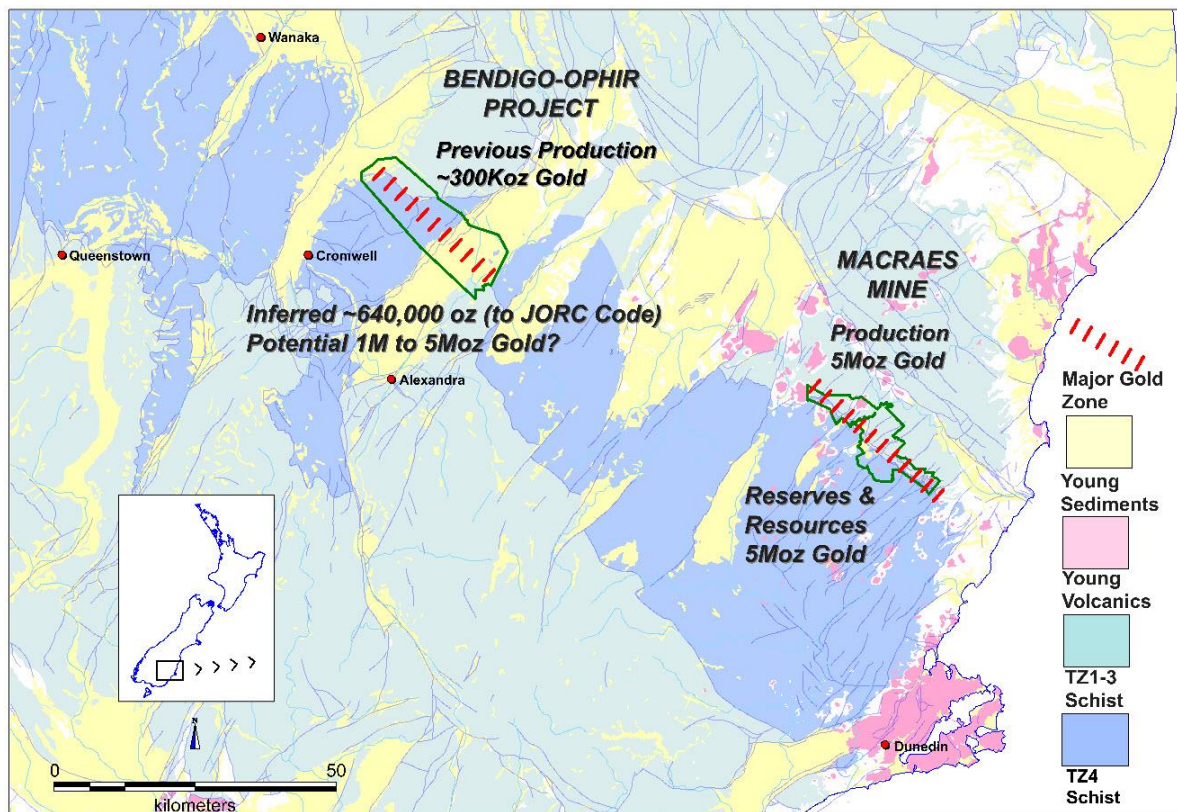 Wanaka
BENDIGO-OPHIR
PROJECT
Previous Production
~300Koz Gold
Queenstown
Cromwell
MACRAES
MINE
Inferred ~640,000 oz (to JORC Code)
Potential 1M to 5Moz Gold?
Production
5Moz Gold
Alexandra
Reserves &
Resources
5Moz Gold
Major Gold
Zone
Young
Sediments
Young
Volcanics
TZ1-3
Schist
TZ4
Schist
N
Dunedin
0
50
kilometers